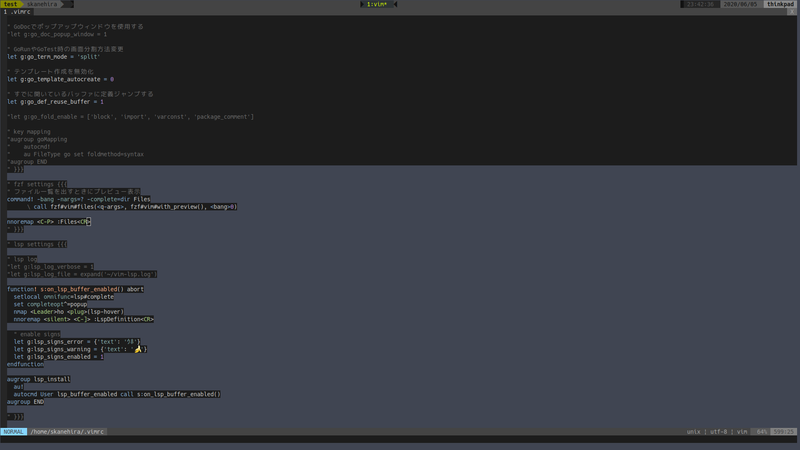 test skanehira 1:vim* 23:42:36 2020/06/05 thinkpad
1 .vimrc X
" GoDocでポップアップウィンドウを使用する
"let g:go_doc_popup_window = 1
" GoRunやGoTest時の画面分割方法変更
let g:go_term_mode = 'split'
" テンプレート作成を無効化
let g:go_template_autocreate = 0
" すでに開いているバッファに定義ジャンプする
let g:go_def_reuse_buffer = 1
"let g:go_fold_enable = ['block', 'import', 'varconst', 'package_comment']
" key mapping
"augroup goMapping
"   autocmd!
"   au FileType go set foldmethod=syntax
"augroup END
" }}}
" fzf settings {{{
" ファイル一覧を出すときにプレビュー表示
command! -bang -nargs=? -complete=dir Files
\ call fzf#vim#files(<q-args>, fzf#vim#with_preview(), <bang>0)
nnoremap <C-P> :Files<CR>
" }}}
" lsp settings {{{
" lsp log
"let g:lsp_log_verbose = 1
"let g:lsp_log_file = expand('~/vim-lsp.log')
function! s:on_lsp_buffer_enabled() abort
setlocal omnifunc=lsp#complete
set completeopt^=popup
nmap <Leader>ho <plug>(lsp-hover)
nnoremap <silent> <C-]> :LspDefinition<CR>
" enable signs
let g:lsp_signs_error = {'text': 'ｳﾎ'}
let g:lsp_signs_warning = {'text': '🍌'}
let g:lsp_signs_enabled = 1
endfunction
augroup lsp_install
au!
autocmd User lsp_buffer_enabled call s:on_lsp_buffer_enabled()
augroup END
" }}}
NORMAL /home/skanehira/.vimrc unix | utf-8 | vim 84%